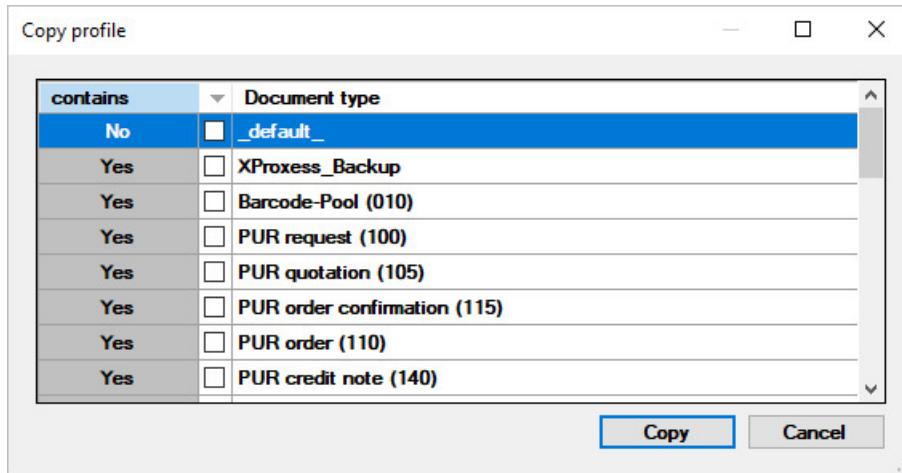 Copy profile
contains Document type
No _default_
Yes XProxess_Backup
Yes Barcode-Pool (010)
Yes PUR request (100)
Yes PUR quotation (105)
Yes PUR order confirmation (115)
Yes PUR order (110)
Yes PUR credit note (140)
Copy Cancel